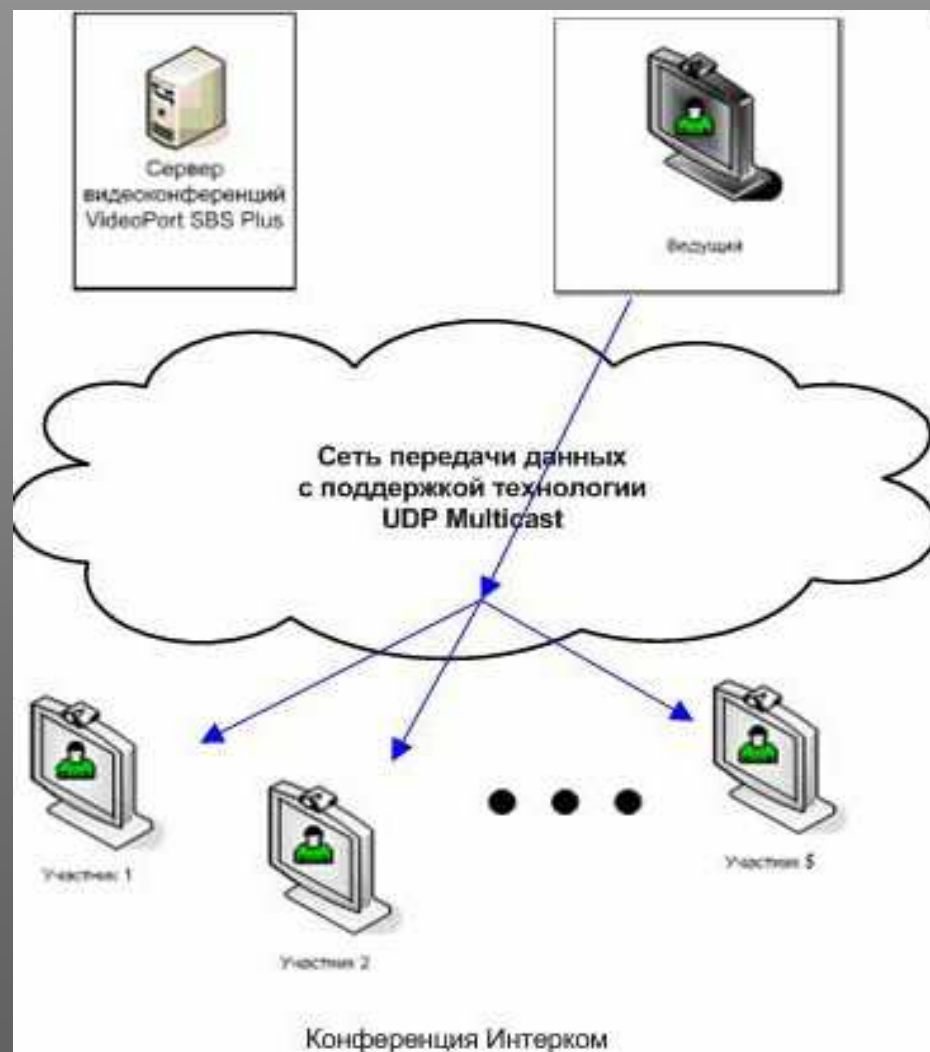 Сервер
видеоконференций
VideoPort SBS Plus
Ведущий
Сеть передачи данных
с поддержкой технологии
UDP Multicast
Участник 1
Участник 2
Участник 5
Конференция Интерком